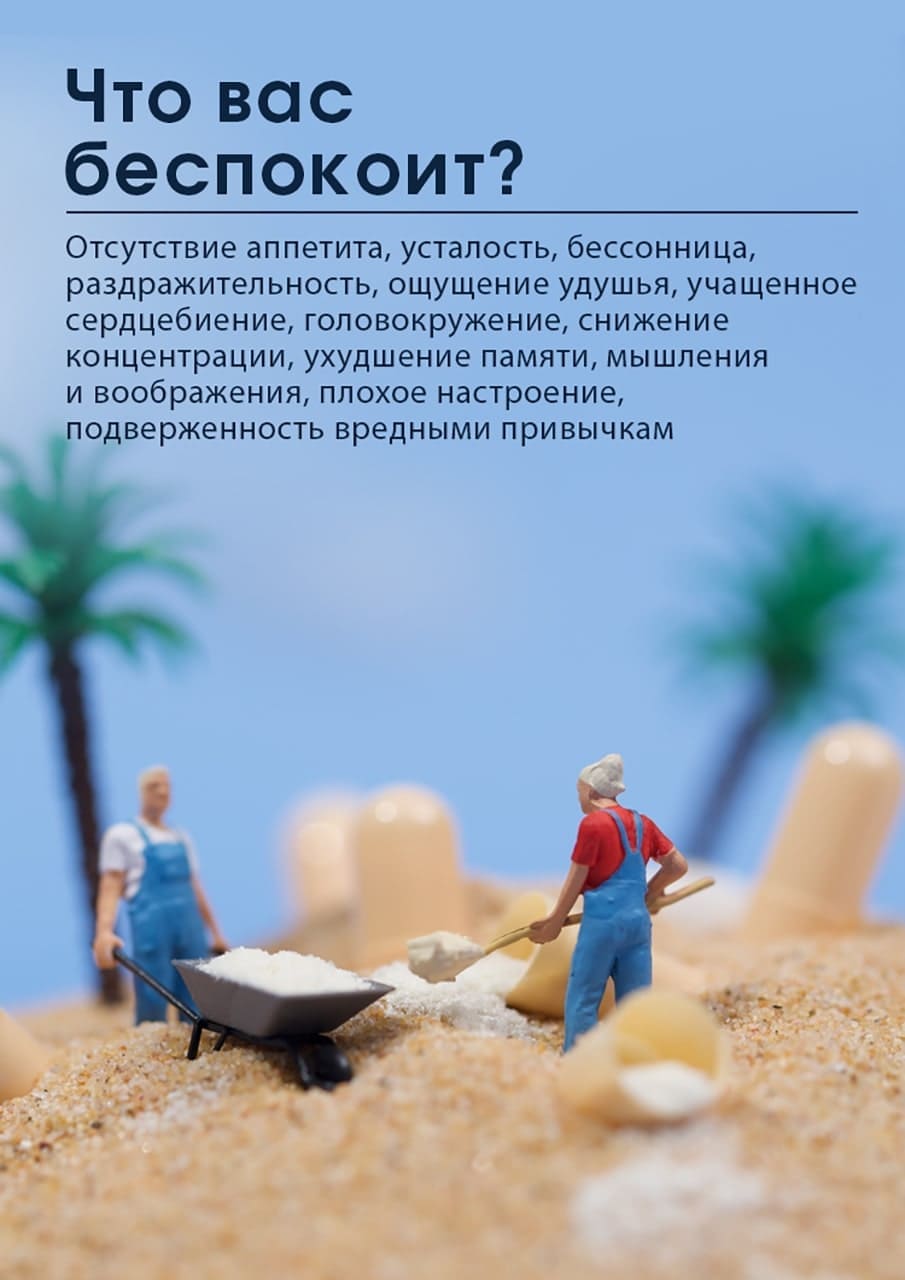 Что вас
беспокоит?
Отсутствие аппетита, усталость, бессонница,
раздражительность, ощущение удушья, учащенное
сердцебиение, головокружение, снижение
концентрации, ухудшение памяти, мышления
и воображения, плохое настроение,
подверженность вредными привычкам